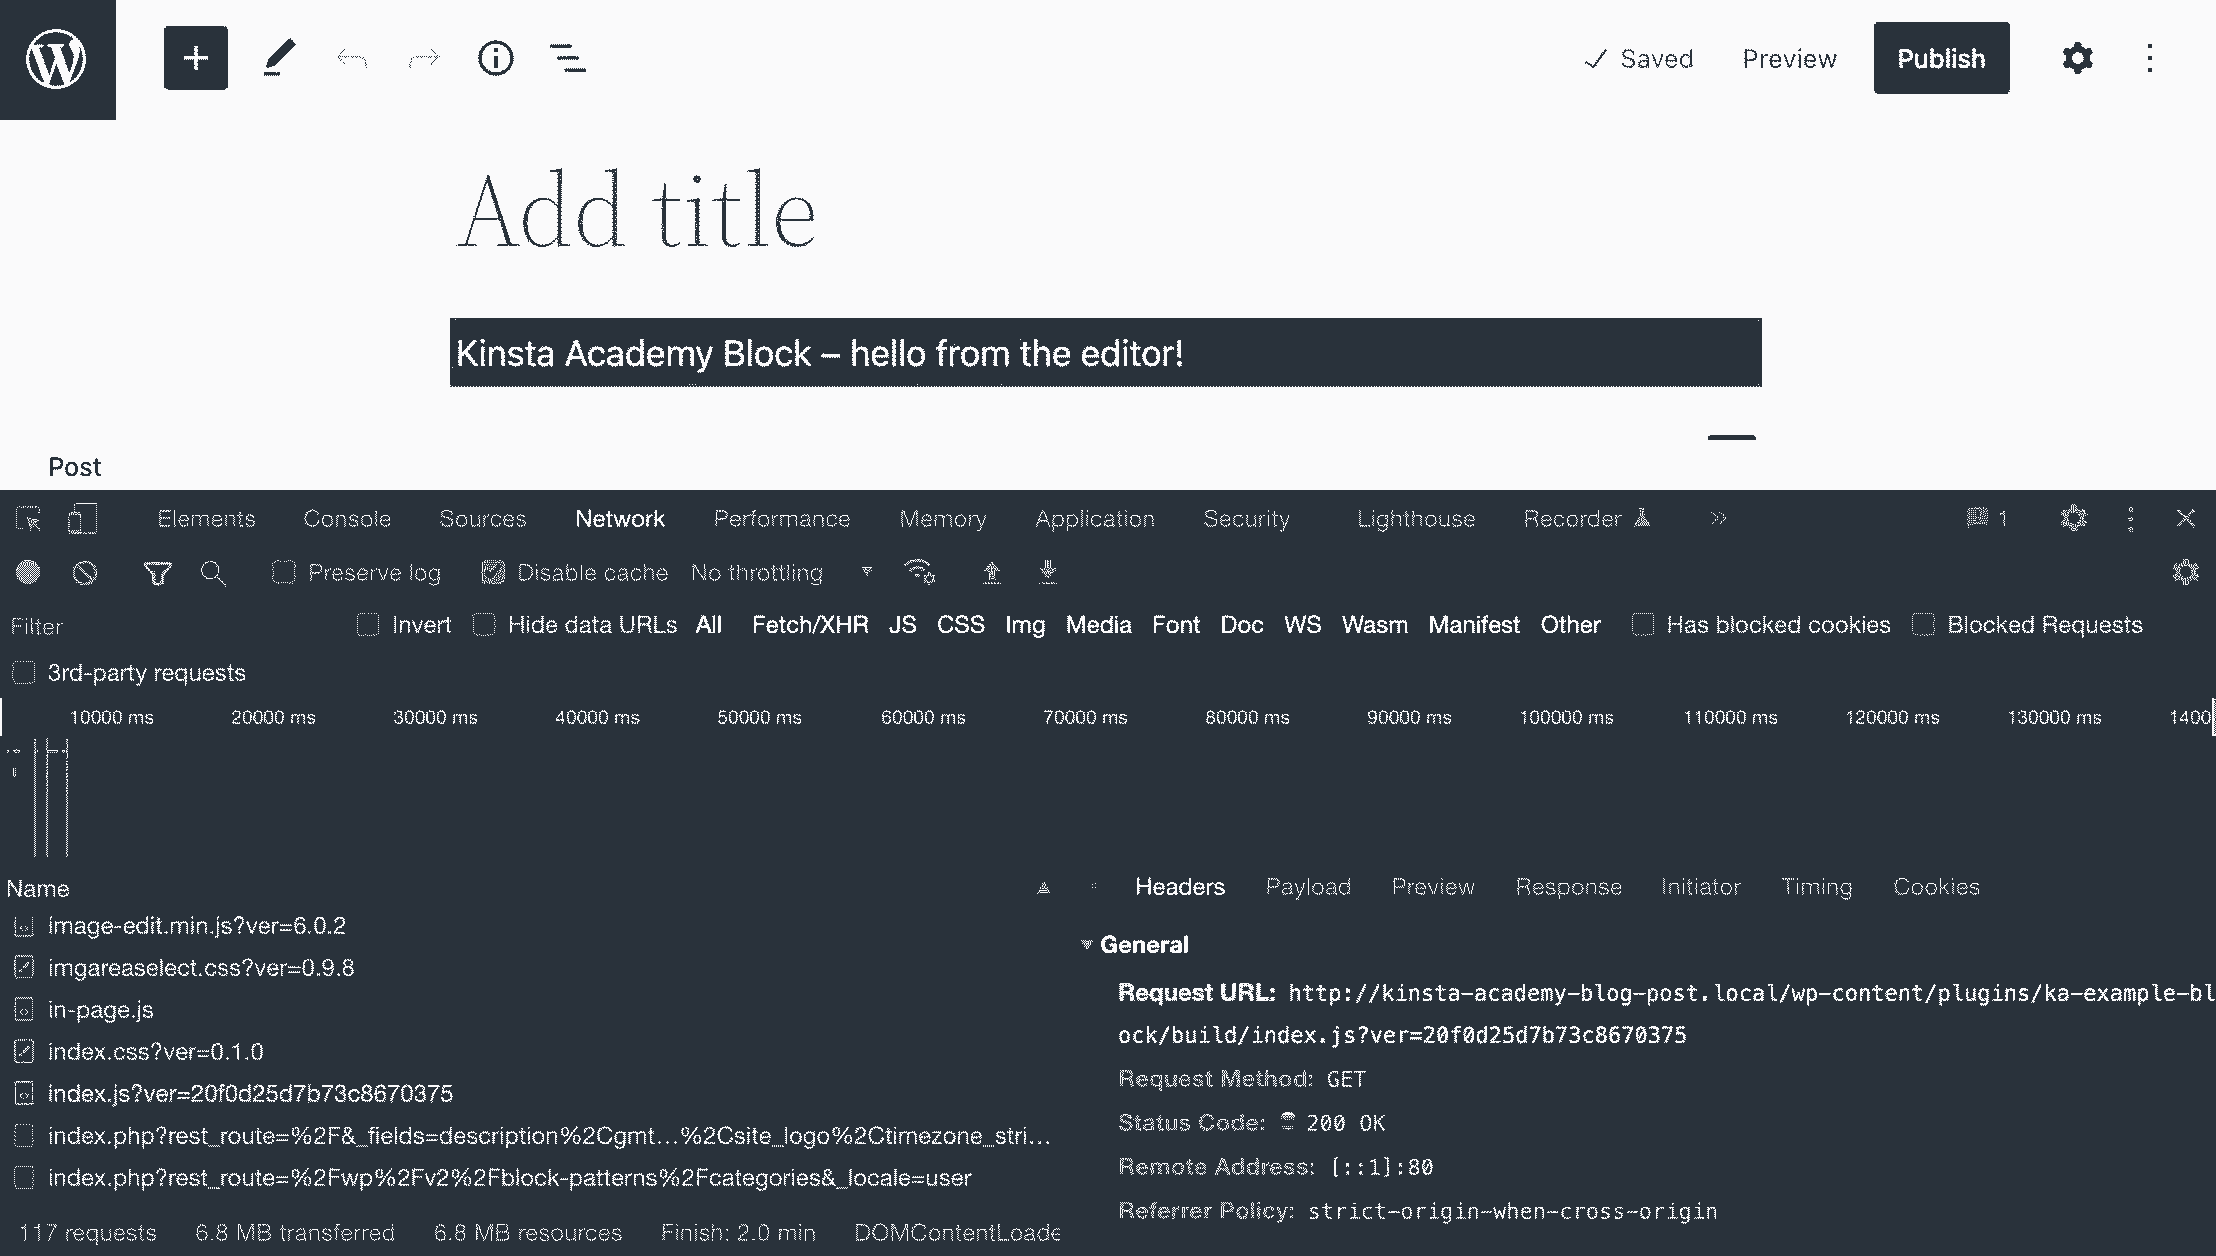 Saved Preview Publish
Add title
Kinsta Academy Block – hello from the editor!
Post
Elements Console Sources Network Performance Memory Application Security Lighthouse Recorder » 1
Preserve log Disable cache No throttling
Filter Invert Hide data URLs All Fetch/XHR JS CSS Img Media Font Doc WS Wasm Manifest Other Has blocked cookies Blocked Requests
3rd-party requests
10000 ms 20000 ms 30000 ms 40000 ms 50000 ms 60000 ms 70000 ms 80000 ms 90000 ms 100000 ms 110000 ms 120000 ms 130000 ms 1400
Name
image-edit.min.js?ver=6.0.2
imgareaselect.css?ver=0.9.8
in-page.js
index.css?ver=0.1.0
index.js?ver=20f0d25d7b73c8670375
index.php?rest_route=%2F&_fields=description%2Cgmt…%2Csite_logo%2Ctimezone_stri…
index.php?rest_route=%2Fwp%2Fv2%2Fblock-patterns%2Fcategories&_locale=user
117 requests 6.8 MB transferred 6.8 MB resources Finish: 2.0 min DOMContentLoade
Headers Payload Preview Response Initiator Timing Cookies
General
Request URL: http://kinsta-academy-blog-post.local/wp-content/plugins/ka-example-bl
ock/build/index.js?ver=20f0d25d7b73c8670375
Request Method: GET
Status Code: 200 OK
Remote Address: [::1]:80
Referrer Policy: strict-origin-when-cross-origin